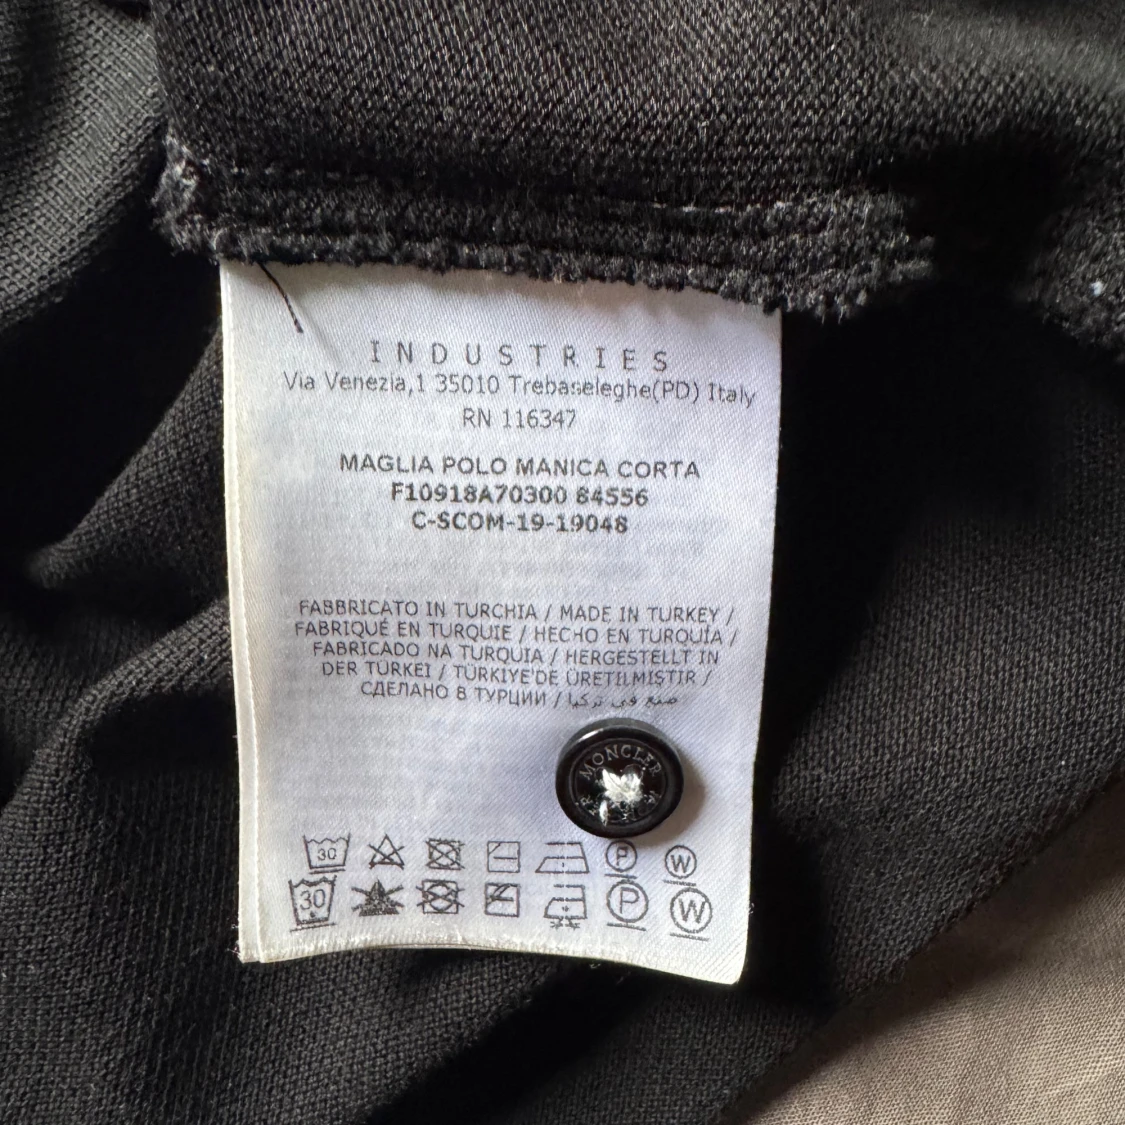 INDUSTRIES
Via Venezia,1 35010 Trebaseleghe(PD) Italy
RN 116347
MAGLIA POLO MANICA CORTA
F10918A70300 84556
C-SCOM-19-19048
FABBRICATO IN TURCHIA / MADE IN TURKEY /
FABRIQUÉ EN TURQUIE / HECHO EN TURQUÍA /
FABRICADO NA TURQUIA / HERGESTELLT IN
DER TÜRKEI / TÜRKIYE'DE ÜRETILMIŞTIR /
СДЕЛАНО В ТУРЦИИ / صنع في تركيا
MONCLER
30 P W
30 P W